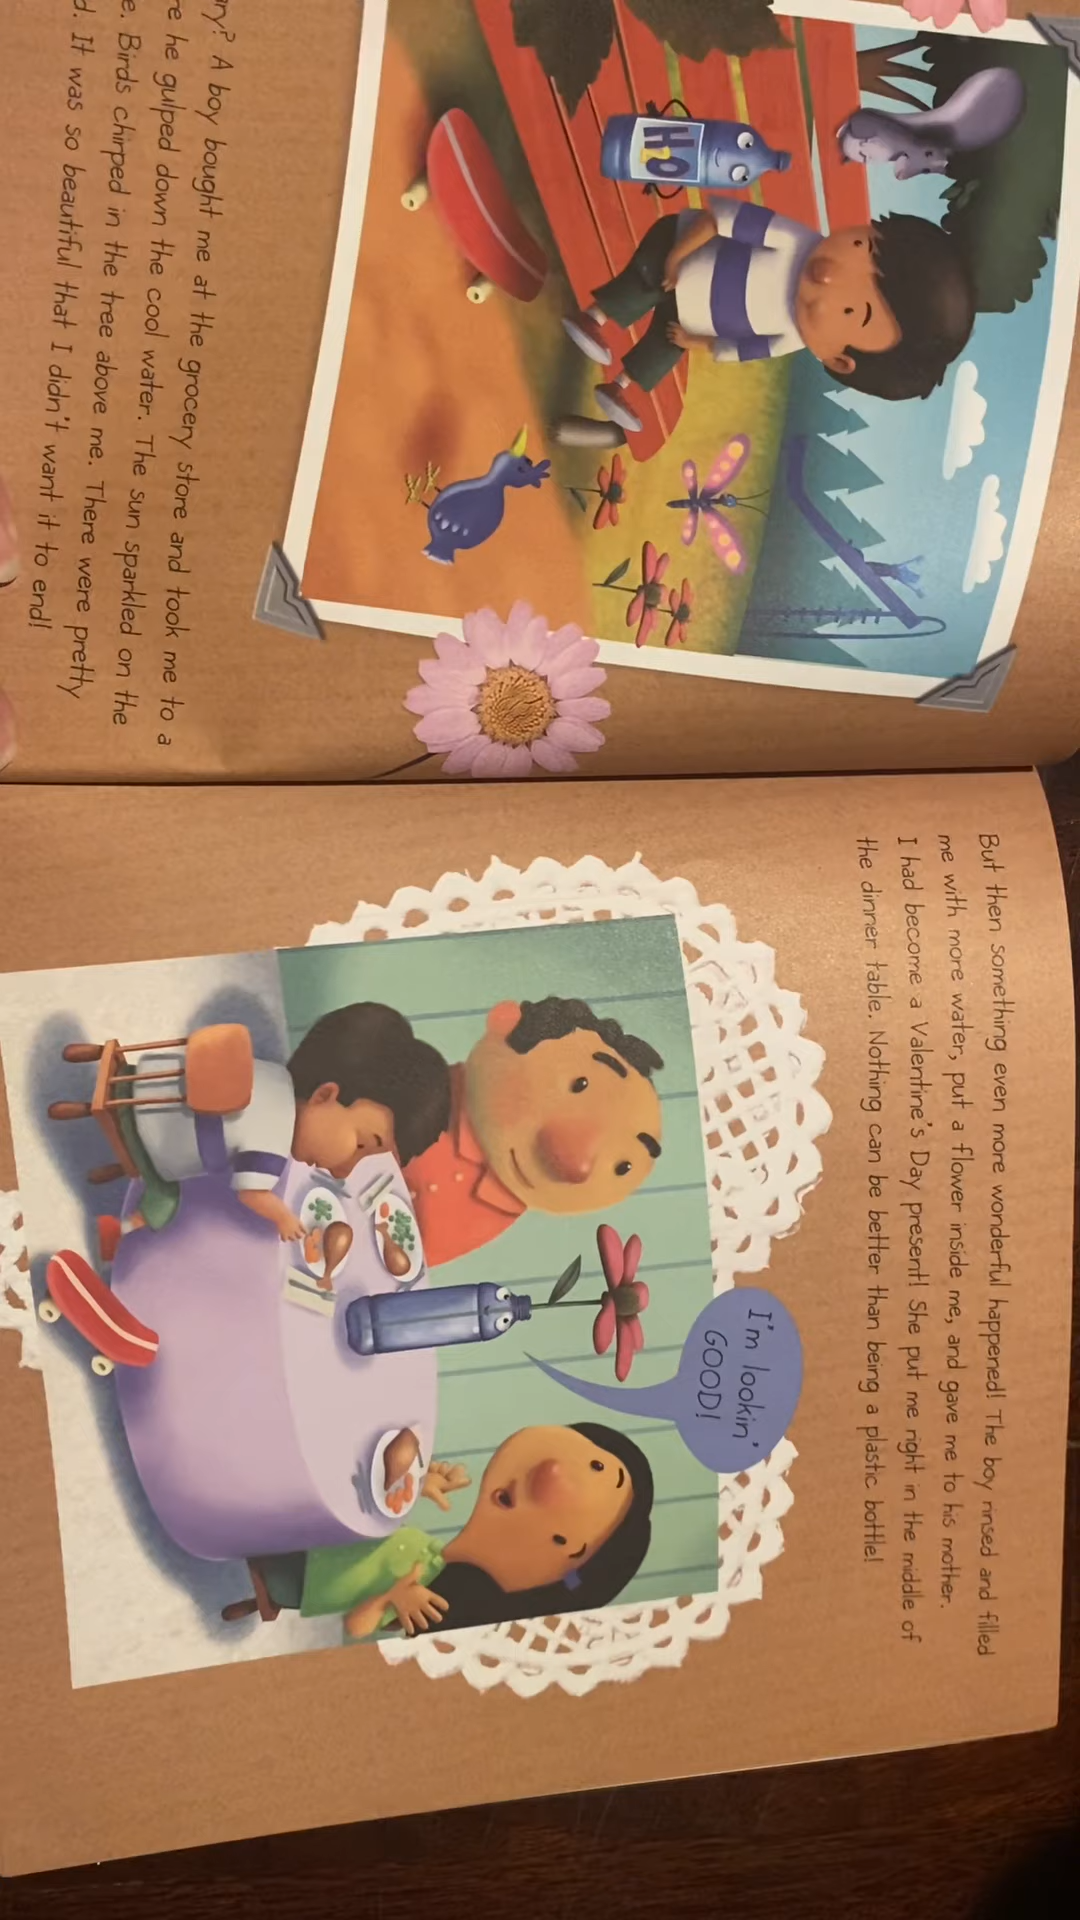 H2O
ary? A boy bought me at the grocery store and took me to a
re he gulped down the cool water. The sun sparkled on the
e. Birds chirped in the tree above me. There were pretty
d. It was so beautiful that I didn't want it to end!
But then something even more wonderful happened! The boy rinsed and filled
me with more water, put a flower inside me, and gave me to his mother.
I had become a Valentine's Day present! She put me right in the middle of
the dinner table. Nothing can be better than being a plastic bottle!
I'm lookin'
GOOD!